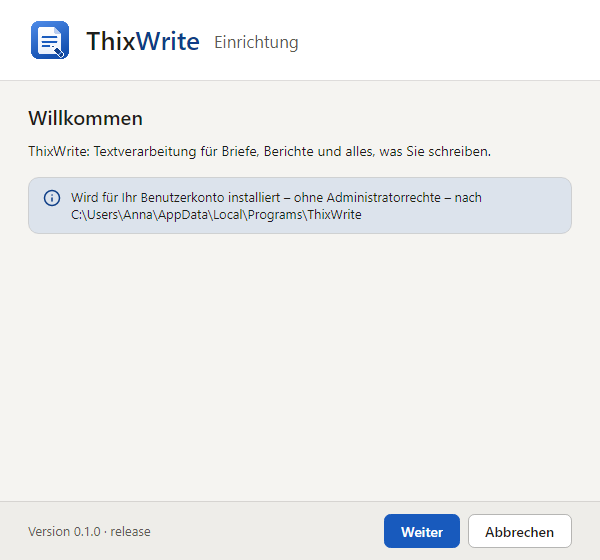 ThixWrite Einrichtung
Willkommen
ThixWrite: Textverarbeitung für Briefe, Berichte und alles, was Sie schreiben.
Wird für Ihr Benutzerkonto installiert – ohne Administratorrechte – nach
C:\Users\Anna\AppData\Local\Programs\ThixWrite
Version 0.1.0 · release
Weiter
Abbrechen